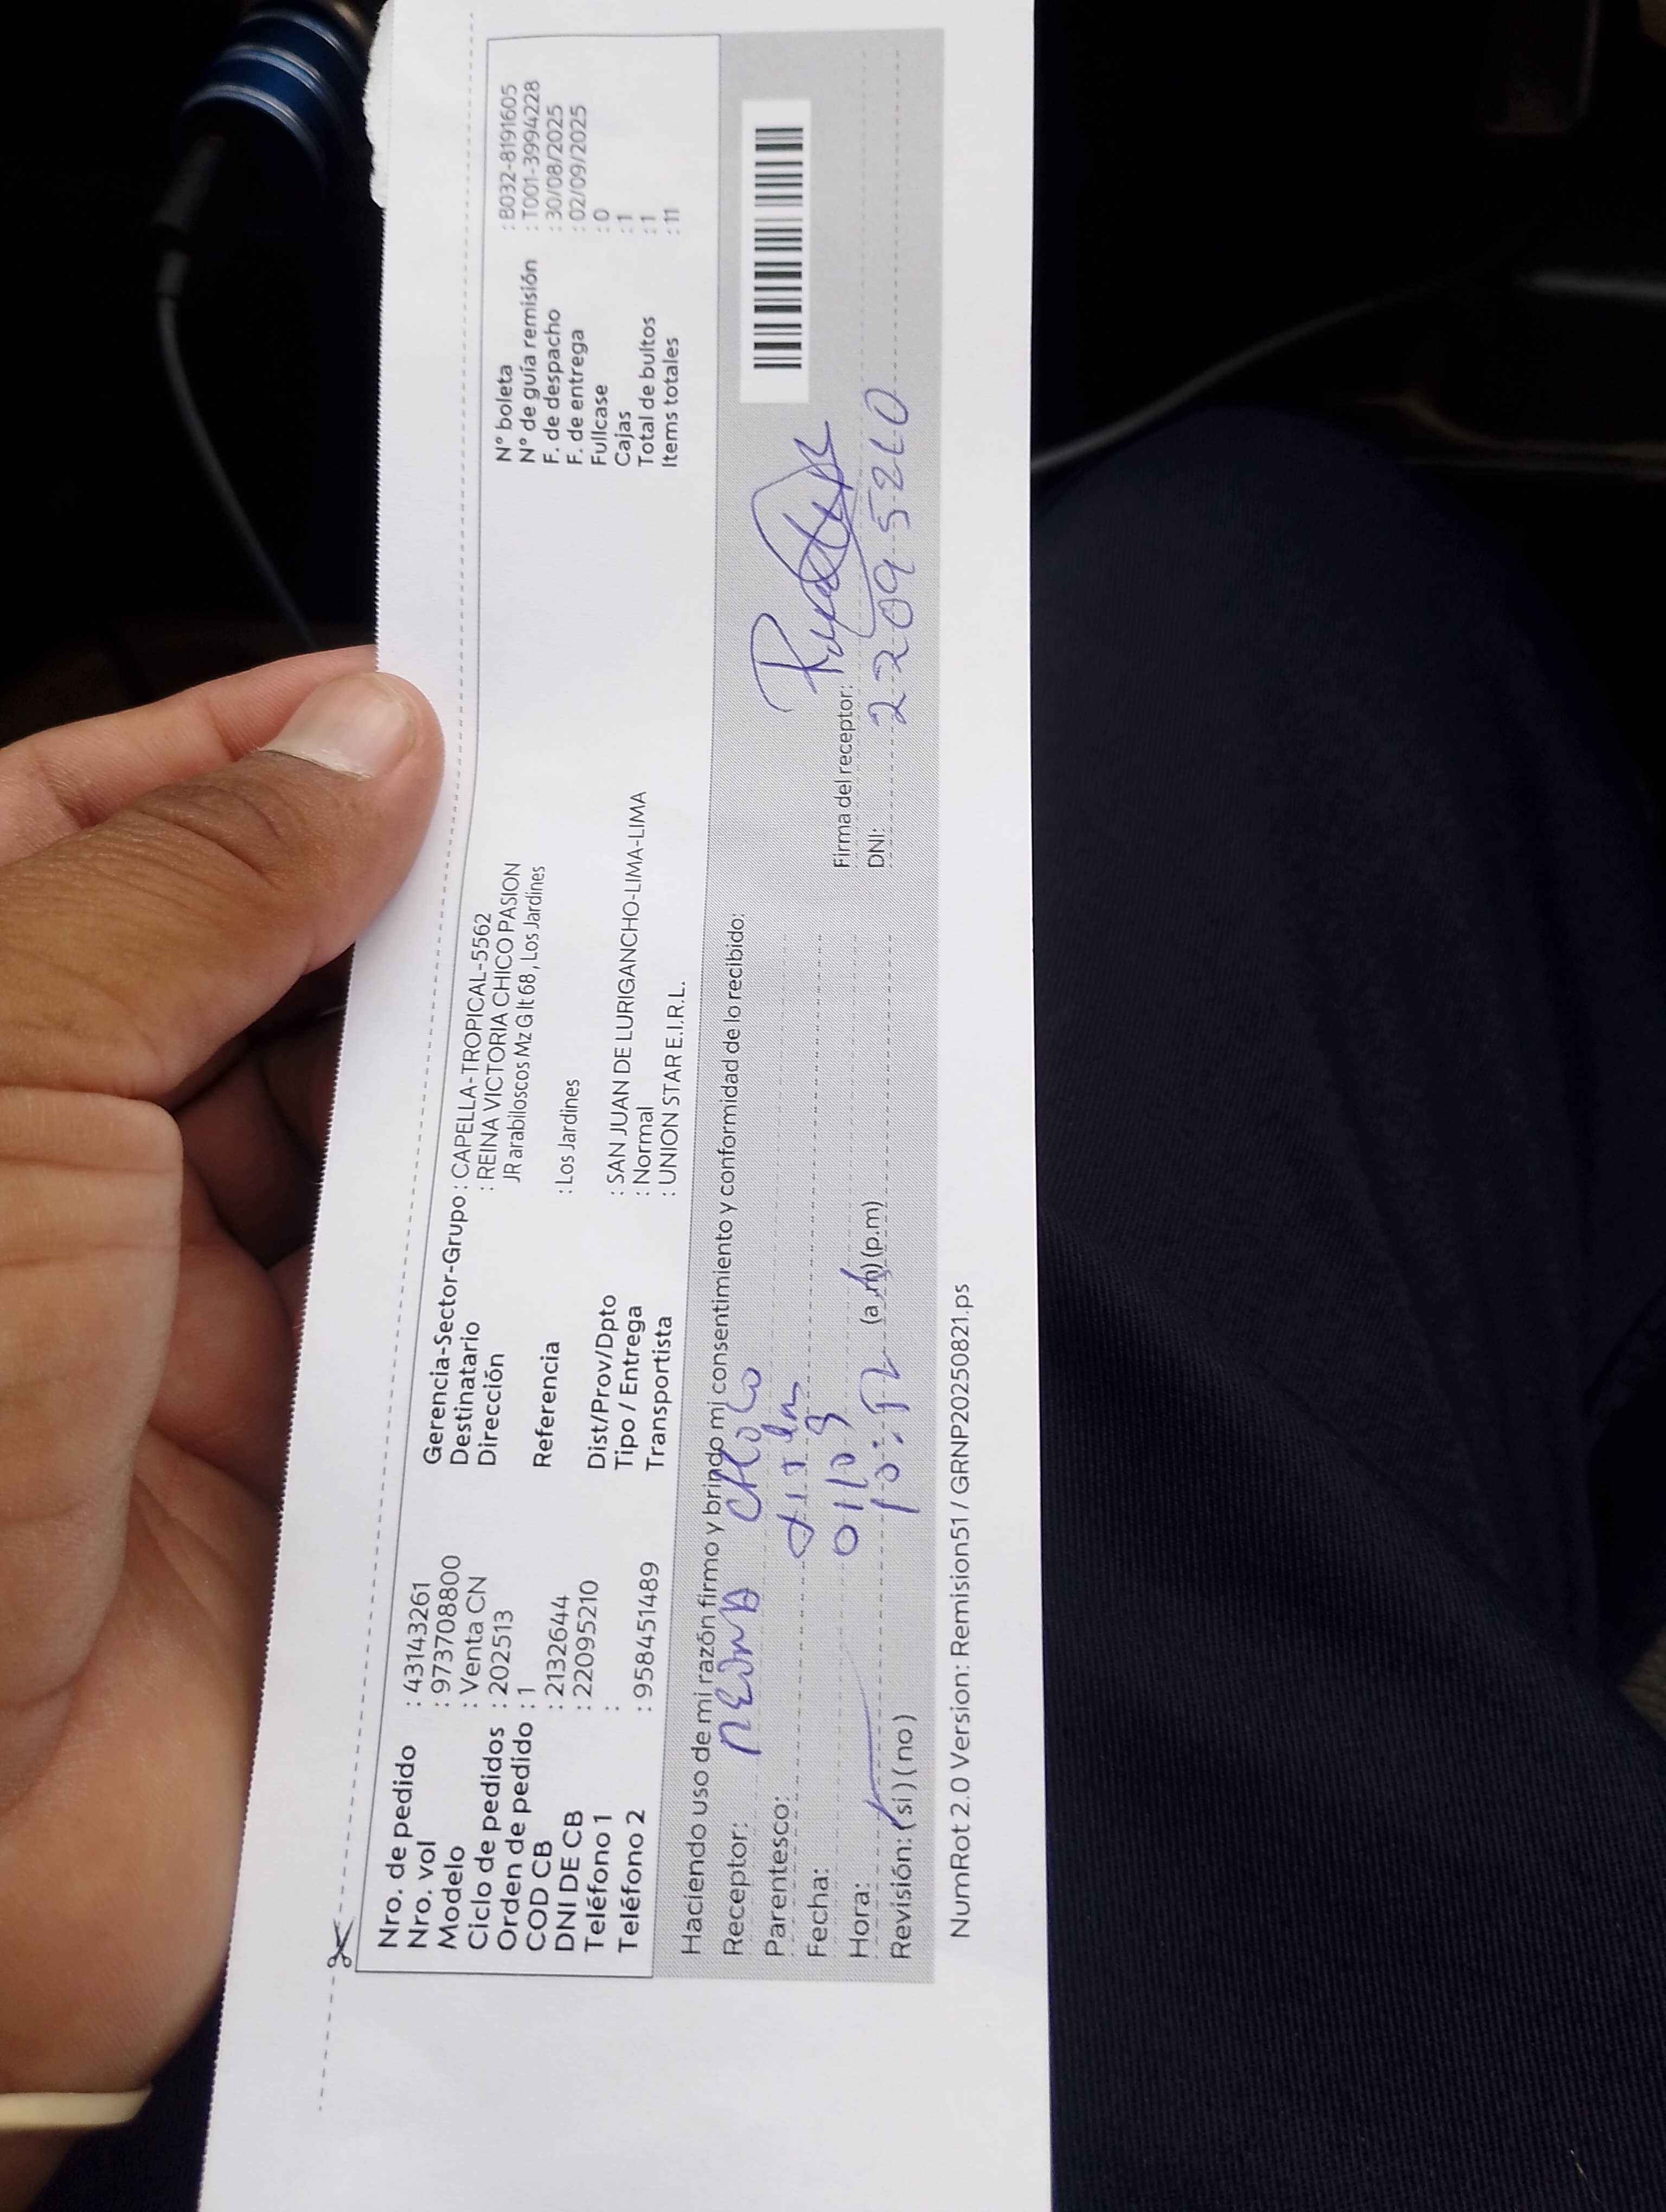 Nro. de pedido : 43143261
Nro. vol : 973708800
Modelo : Venta CN
Ciclo de pedidos : 202513
Orden de pedido : 1
COD CB : 2132644
DNI DE CB : 22095210
Teléfono 1 :
Teléfono 2 : 958451489
Gerencia-Sector-Grupo : CAPELLA-TROPICAL-5562
Destinatario : REINA VICTORIA CHICO PASION
Dirección JRarabiloscos Mz G lt 68 , Los Jardines
Referencia : Los Jardines
Dist/Prov/Dpto : SAN JUAN DE LURIGANCHO-LIMA-LIMA
Tipo / Entrega : Normal
Transportista : UNION STAR E.I.R.L.
N° boleta : B032-8191605
N° de guía remisión : T001-3994228
F. de despacho : 30/08/2025
F. de entrega : 02/09/2025
Fullcase : 0
Cajas : 1
Total de bultos : 1
Items totales : 11
Haciendo uso de mi razón firmo y brindo mi consentimiento y conformidad de lo recibido:
Receptor:
Parentesco:
Fecha: 01/09
Hora: 10:52 (a.m) (p.m)
Revisión: (si) (no)
Firma del receptor:
DNI: 22095210
NumRot 2.0 Version: Remision51 / GRNP20250821.ps